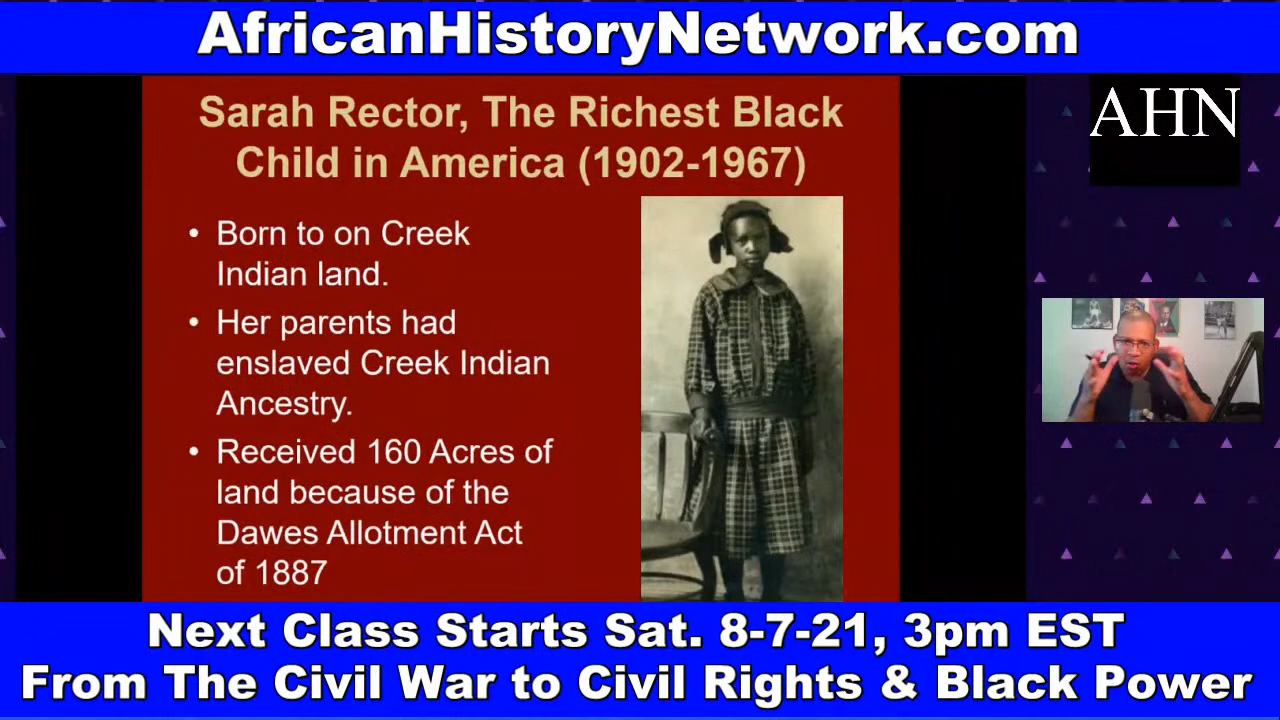 AfricanHistoryNetwork.com
AHN
Sarah Rector, The Richest Black
Child in America (1902-1967)
• Born to on Creek
Indian land.
• Her parents had
enslaved Creek Indian
Ancestry.
• Received 160 Acres of
land because of the
Dawes Allotment Act
of 1887
Next Class Starts Sat. 8-7-21, 3pm EST
From The Civil War to Civil Rights & Black Power